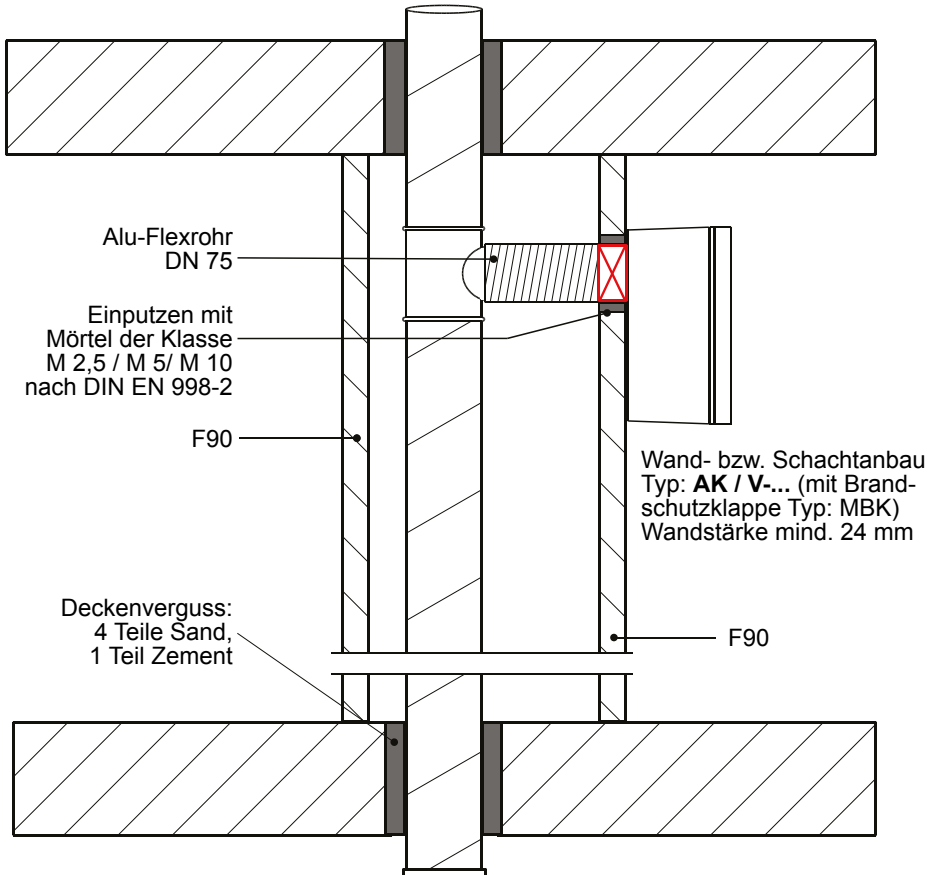 Alu-Flexrohr
DN 75
Einputzen mit
Mörtel der Klasse
M 2,5 / M 5/ M 10
nach DIN EN 998-2
F90
Wand- bzw. Schachtanbau
Typ: AK / V-... (mit Brand-
schutzklappe Typ: MBK)
Wandstärke mind. 24 mm
Deckenverguss:
4 Teile Sand,
1 Teil Zement
F90